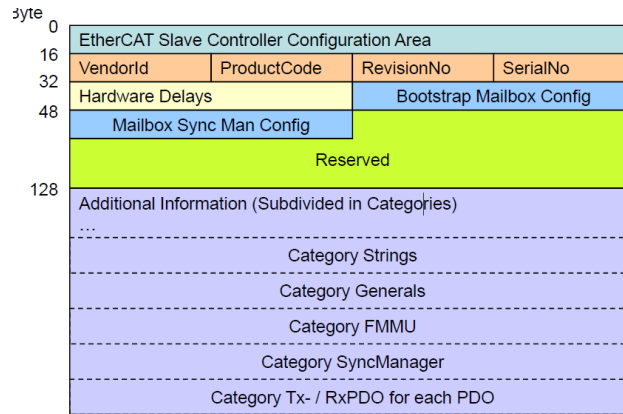 Byte
0
EtherCAT Slave Controller Configuration Area
16
VendorId ProductCode RevisionNo SerialNo
32
Hardware Delays Bootstrap Mailbox Config
48
Mailbox Sync Man Config
Reserved
128
Additional Information (Subdivided in Categories)
...
Category Strings
Category Generals
Category FMMU
Category SyncManager
Category Tx- / RxPDO for each PDO